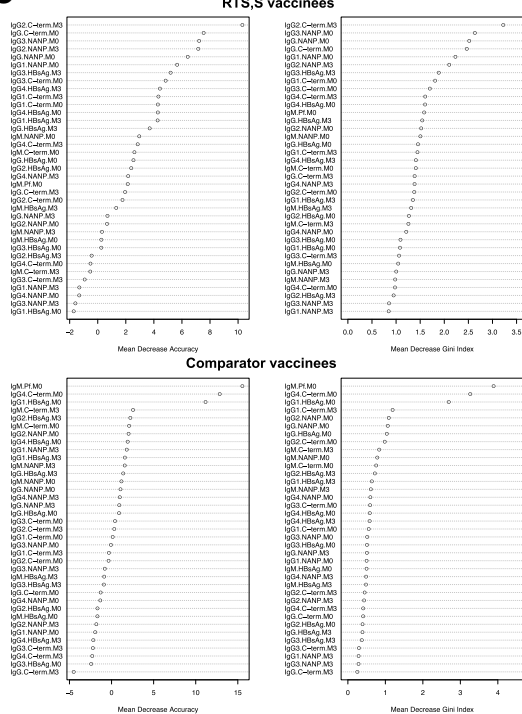 RTS,S vaccinees
IgG2.C−term.M3
IgG.C−term.M0
IgG3.NANP.M0
IgG2.NANP.M3
IgG.NANP.M0
IgG1.NANP.M0
IgG3.HBsAg.M3
IgG3.C−term.M0
IgG4.HBsAg.M3
IgG1.C−term.M3
IgG1.C−term.M0
IgG4.HBsAg.M0
IgG1.HBsAg.M3
IgG.HBsAg.M3
IgM.NANP.M0
IgG4.C−term.M3
IgM.C−term.M0
IgG.HBsAg.M0
IgG2.HBsAg.M0
IgG4.NANP.M3
IgM.Pf.M0
IgG.C−term.M3
IgG2.C−term.M0
IgM.HBsAg.M3
IgG.NANP.M3
IgG2.NANP.M0
IgM.NANP.M3
IgM.HBsAg.M0
IgG3.HBsAg.M0
IgG2.HBsAg.M3
IgG4.C−term.M0
IgM.C−term.M3
IgG3.C−term.M3
IgG1.NANP.M3
IgG4.NANP.M0
IgG3.NANP.M3
IgG1.HBsAg.M0
−2 0 2 4 6 8 10
Mean Decrease Accuracy
IgG2.C−term.M3
IgG3.NANP.M0
IgG.NANP.M0
IgG.C−term.M0
IgG1.NANP.M0
IgG2.NANP.M3
IgG3.HBsAg.M3
IgG1.C−term.M0
IgG3.C−term.M0
IgG4.C−term.M3
IgG4.HBsAg.M0
IgM.Pf.M0
IgG.HBsAg.M3
IgG2.NANP.M0
IgM.NANP.M0
IgG.HBsAg.M0
IgG1.C−term.M3
IgG4.HBsAg.M3
IgM.C−term.M0
IgG.C−term.M3
IgG4.NANP.M3
IgG2.C−term.M0
IgG1.HBsAg.M3
IgM.HBsAg.M3
IgG2.HBsAg.M0
IgM.C−term.M3
IgG4.NANP.M0
IgG3.HBsAg.M0
IgG1.HBsAg.M0
IgG3.C−term.M3
IgM.HBsAg.M0
IgG.NANP.M3
IgM.NANP.M3
IgG4.C−term.M0
IgG2.HBsAg.M3
IgG3.NANP.M3
IgG1.NANP.M3
0.0 0.5 1.0 1.5 2.0 2.5 3.0 3.5
Mean Decrease Gini Index
Comparator vaccinees
IgM.Pf.M0
IgG4.C−term.M0
IgG1.HBsAg.M0
IgM.C−term.M3
IgG2.HBsAg.M3
IgM.C−term.M0
IgG2.NANP.M0
IgG4.HBsAg.M0
IgG1.NANP.M3
IgG1.HBsAg.M3
IgM.NANP.M3
IgG.HBsAg.M3
IgM.NANP.M0
IgG.NANP.M0
IgG4.NANP.M3
IgG.NANP.M3
IgG.HBsAg.M0
IgG3.C−term.M0
IgG2.C−term.M3
IgG1.C−term.M0
IgG3.NANP.M0
IgG1.C−term.M3
IgG2.C−term.M0
IgG3.NANP.M3
IgM.HBsAg.M3
IgG3.HBsAg.M3
IgG.C−term.M0
IgG4.NANP.M0
IgG2.HBsAg.M0
IgM.HBsAg.M0
IgG2.NANP.M3
IgG1.NANP.M0
IgG4.HBsAg.M3
IgG3.C−term.M3
IgG4.C−term.M3
IgG3.HBsAg.M0
IgG.C−term.M3
−5 0 5 10 15
Mean Decrease Accuracy
IgM.Pf.M0
IgG4.C−term.M0
IgG1.HBsAg.M0
IgG1.C−term.M3
IgG2.NANP.M0
IgG.NANP.M0
IgG.HBsAg.M0
IgG2.C−term.M0
IgM.C−term.M3
IgM.NANP.M0
IgM.C−term.M0
IgG2.HBsAg.M3
IgG1.HBsAg.M3
IgM.NANP.M3
IgG4.NANP.M0
IgG3.C−term.M0
IgG4.HBsAg.M0
IgG4.HBsAg.M3
IgG1.C−term.M0
IgG3.NANP.M0
IgG3.HBsAg.M0
IgG.NANP.M3
IgG1.NANP.M0
IgM.HBsAg.M0
IgG4.NANP.M3
IgM.HBsAg.M3
IgG2.C−term.M3
IgG2.NANP.M3
IgG4.C−term.M3
IgG.C−term.M0
IgG2.HBsAg.M0
IgG.HBsAg.M3
IgG3.HBsAg.M3
IgG3.C−term.M3
IgG1.NANP.M3
IgG3.NANP.M3
IgG.C−term.M3
0 1 2 3 4
Mean Decrease Gini Index